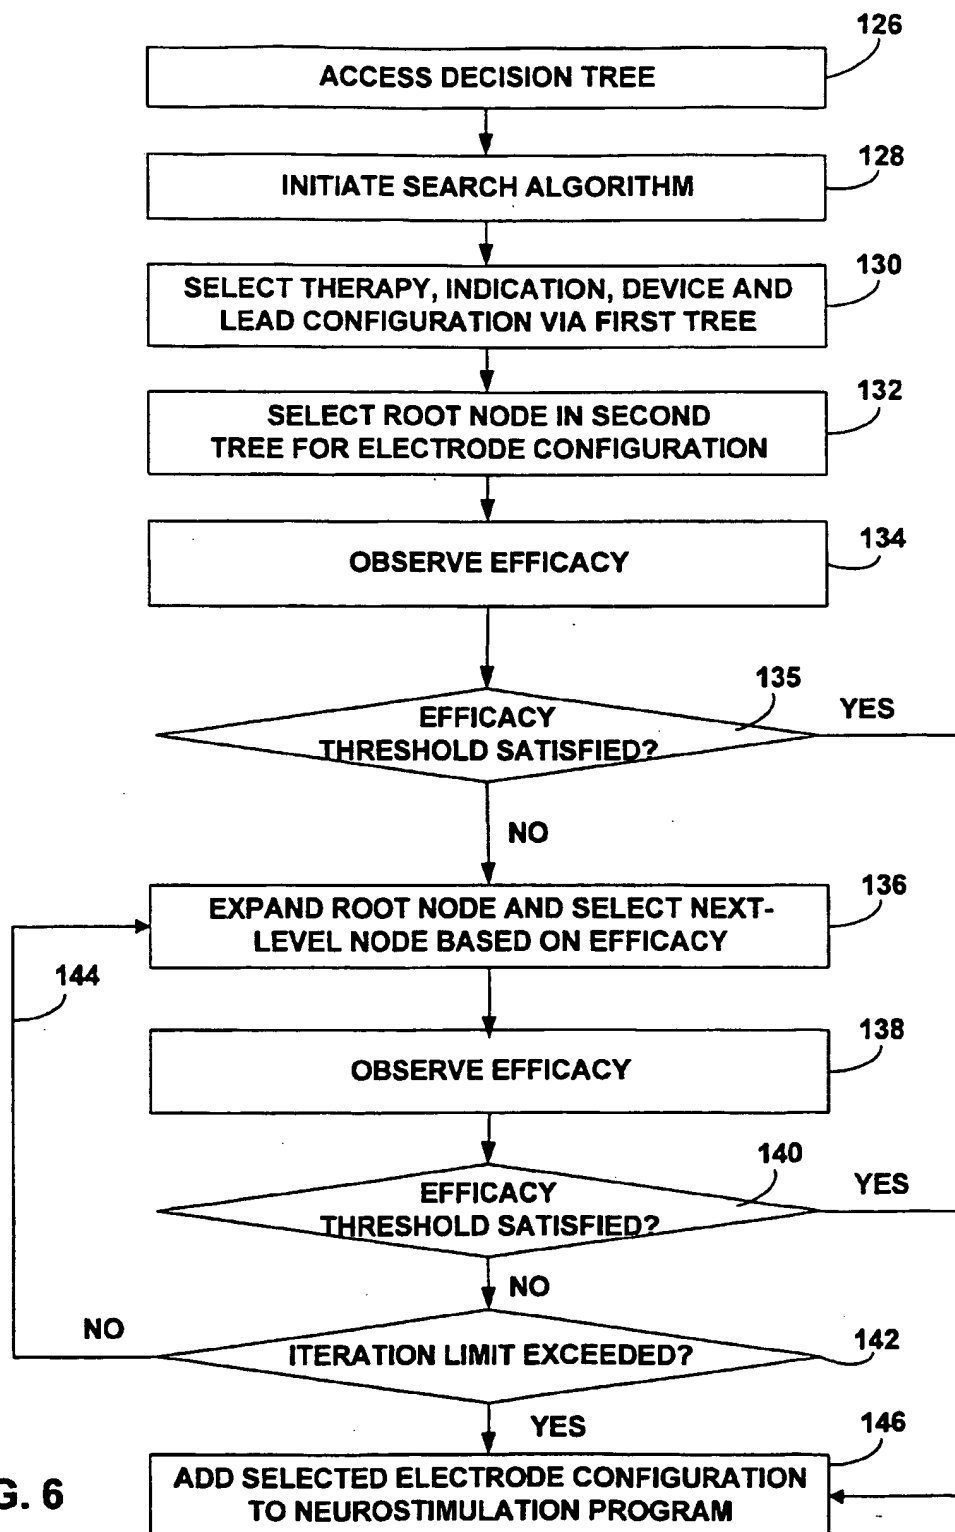 126
ACCESS DECISION TREE
128
INITIATE SEARCH ALGORITHM
130
SELECT THERAPY, INDICATION, DEVICE AND
LEAD CONFIGURATION VIA FIRST TREE
132
SELECT ROOT NODE IN SECOND
TREE FOR ELECTRODE CONFIGURATION
134
OBSERVE EFFICACY
135
YES
EFFICACY
THRESHOLD SATISFIED?
NO
136
EXPAND ROOT NODE AND SELECT NEXT-
LEVEL NODE BASED ON EFFICACY
144
138
OBSERVE EFFICACY
140
YES
EFFICACY
THRESHOLD SATISFIED?
NO
NO
ITERATION LIMIT EXCEEDED?
142
YES
146
ADD SELECTED ELECTRODE CONFIGURATION
TO NEUROSTIMULATION PROGRAM
G. 6